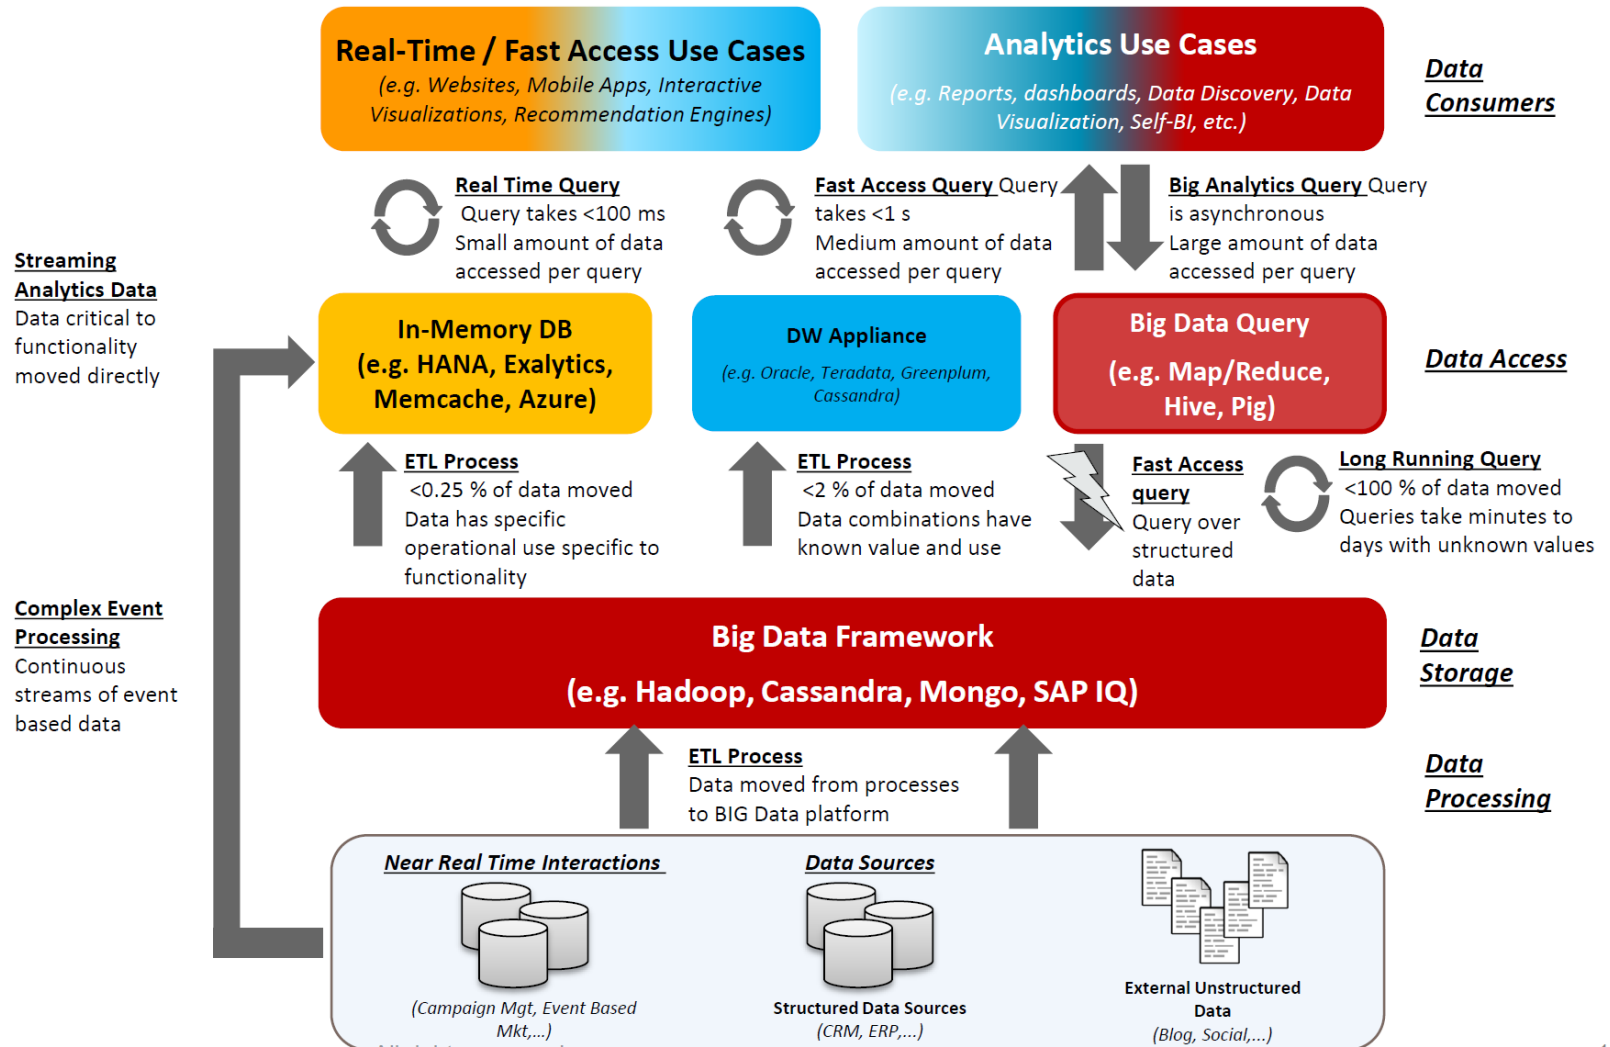 Real-Time / Fast Access Use Cases
(e.g. Websites, Mobile Apps, Interactive
Visualizations, Recommendation Engines)
Analytics Use Cases
(e.g. Reports, dashboards, Data Discovery, Data
Visualization, Self-BI, etc.)
Data
Consumers
Real Time Query
Query takes <100 ms
Small amount of data
accessed per query
Fast Access Query Query
takes <1 s
Medium amount of data
accessed per query
Big Analytics Query Query
is asynchronous
Large amount of data
accessed per query
Streaming
Analytics Data
Data critical to
functionality
moved directly
In-Memory DB
(e.g. HANA, Exalytics,
Memcache, Azure)
DW Appliance
(e.g. Oracle, Teradata, Greenplum,
Cassandra)
Big Data Query
(e.g. Map/Reduce,
Hive, Pig)
Data Access
ETL Process
<0.25 % of data moved
Data has specific
operational use specific to
functionality
ETL Process
<2 % of data moved
Data combinations have
known value and use
Fast Access
query
Query over
structured
data
Long Running Query
<100 % of data moved
Queries take minutes to
days with unknown values
Complex Event
Processing
Continuous
streams of event
based data
Big Data Framework
(e.g. Hadoop, Cassandra, Mongo, SAP IQ)
Data
Storage
ETL Process
Data moved from processes
to BIG Data platform
Data
Processing
Near Real Time Interactions
(Campaign Mgt, Event Based
Mkt,...)
Data Sources
Structured Data Sources
(CRM, ERP,...)
External Unstructured
Data
(Blog, Social,...)